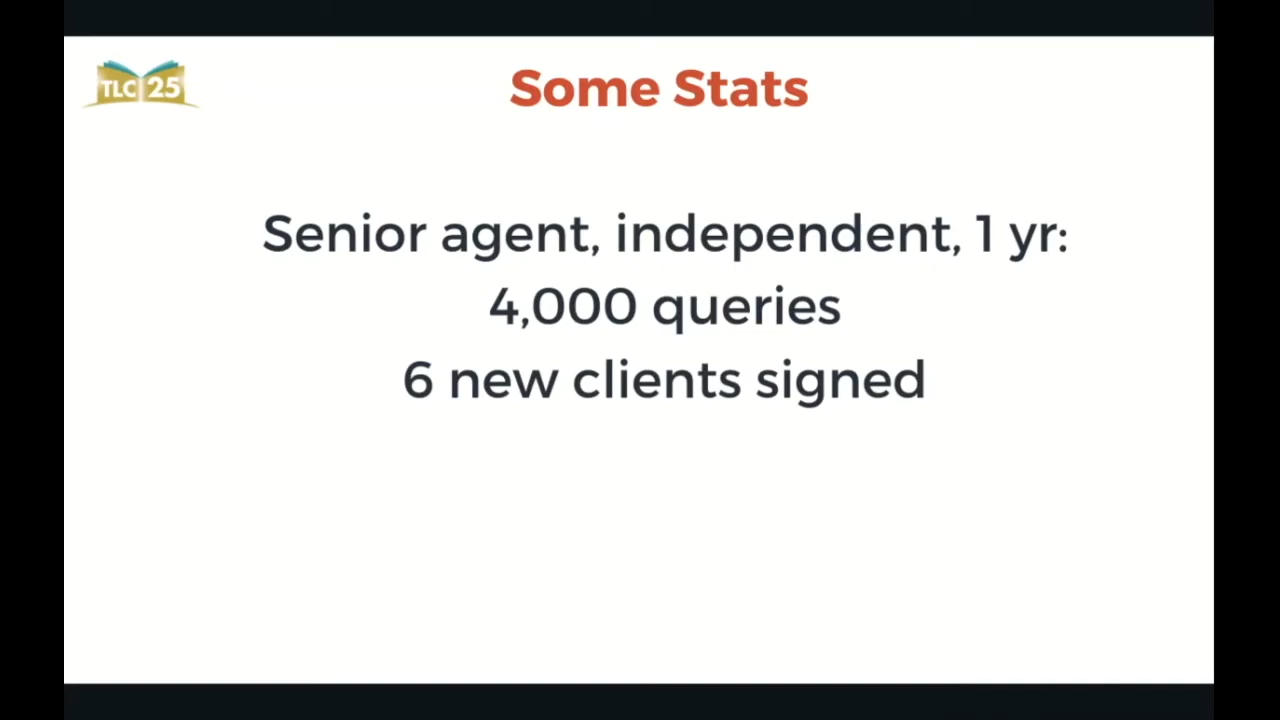 TLC 25
Some Stats
Senior agent, independent, 1 yr:
4,000 queries
6 new clients signed